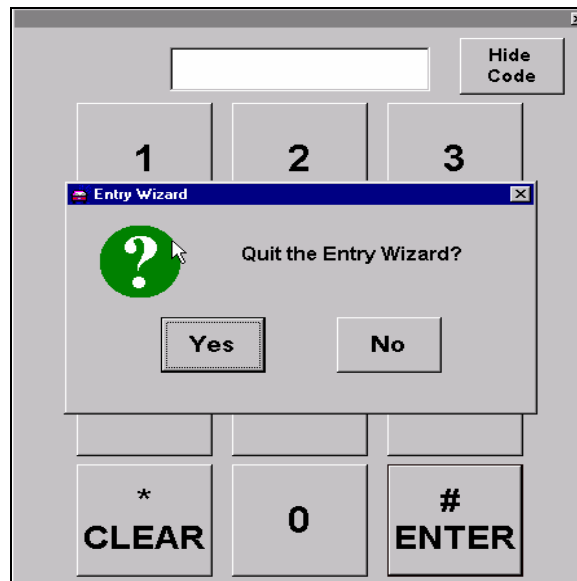 Hide
Code
1
2
3
Entry Wizard
?
Quit the Entry Wizard?
Yes
No
*
CLEAR
0
#
ENTER